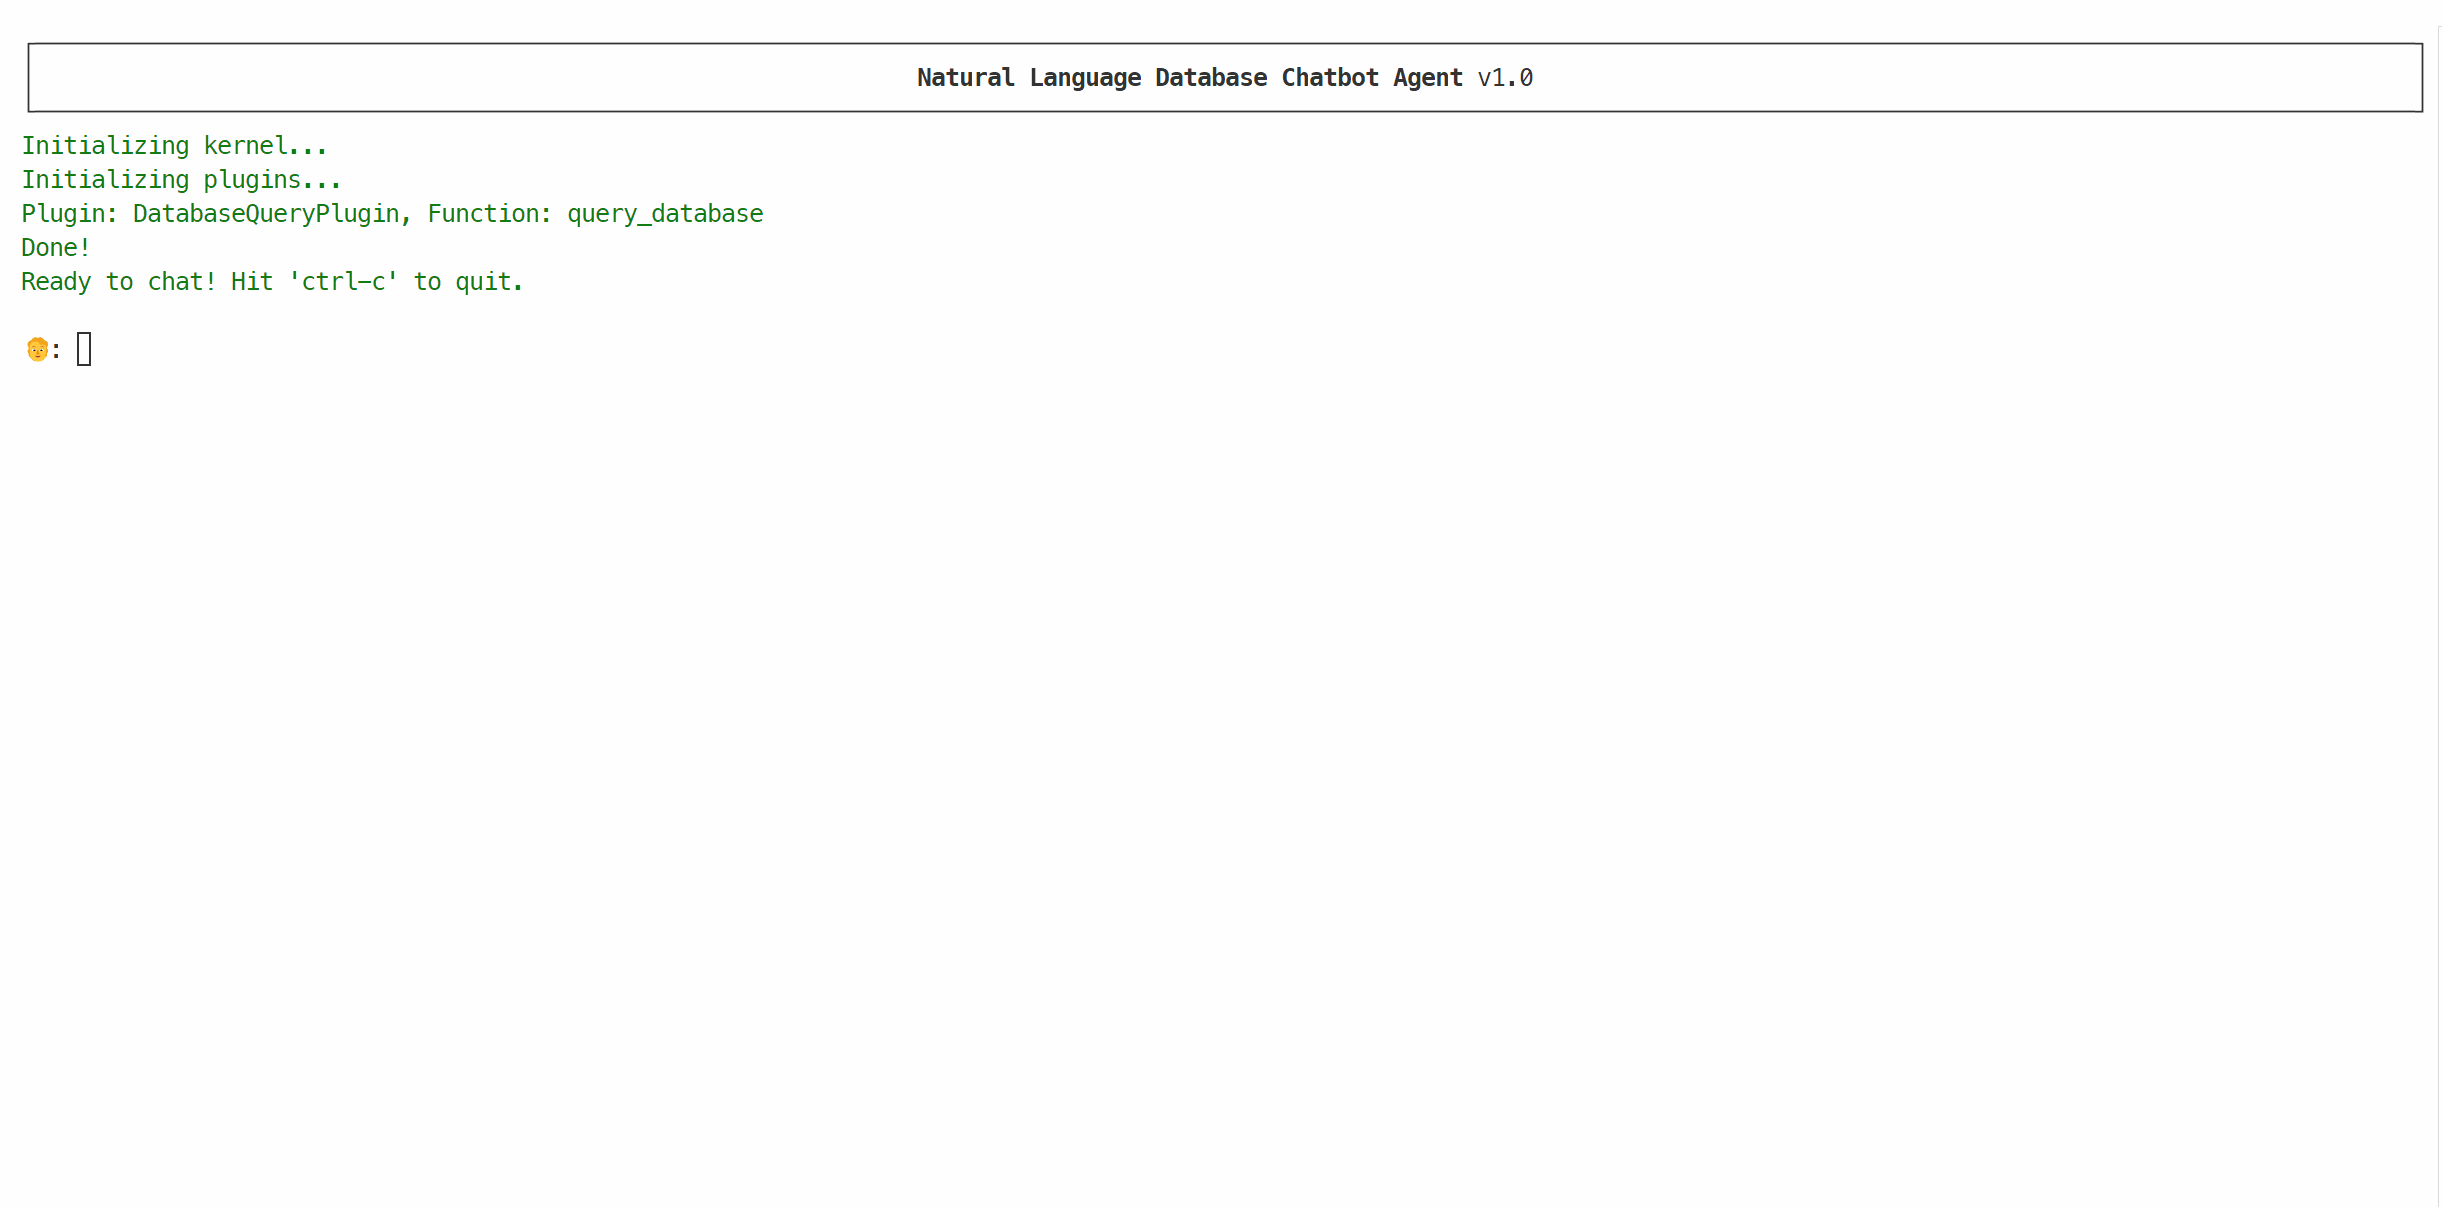 Natural Language Database Chatbot Agent v1.0
Initializing kernel...
Initializing plugins...
Plugin: DatabaseQueryPlugin, Function: query_database
Done!
Ready to chat! Hit 'ctrl-c' to quit.
🧑: